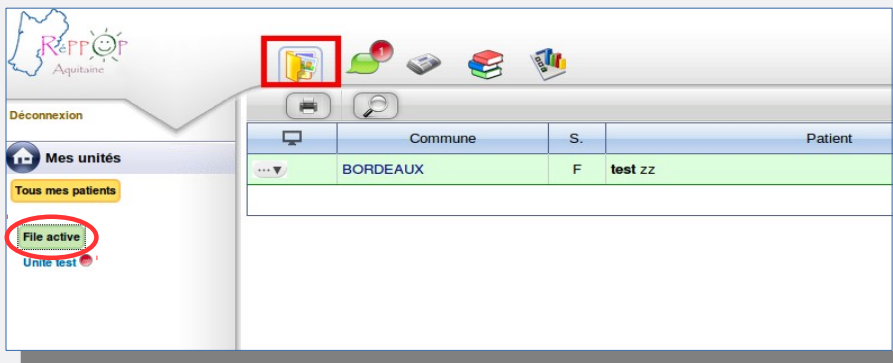 RéPPOP
Aquitaine
1
Déconnexion
Mes unités
Commune S. Patient
Tous mes patients
... ▼ BORDEAUX F test zz
File active
Unité test